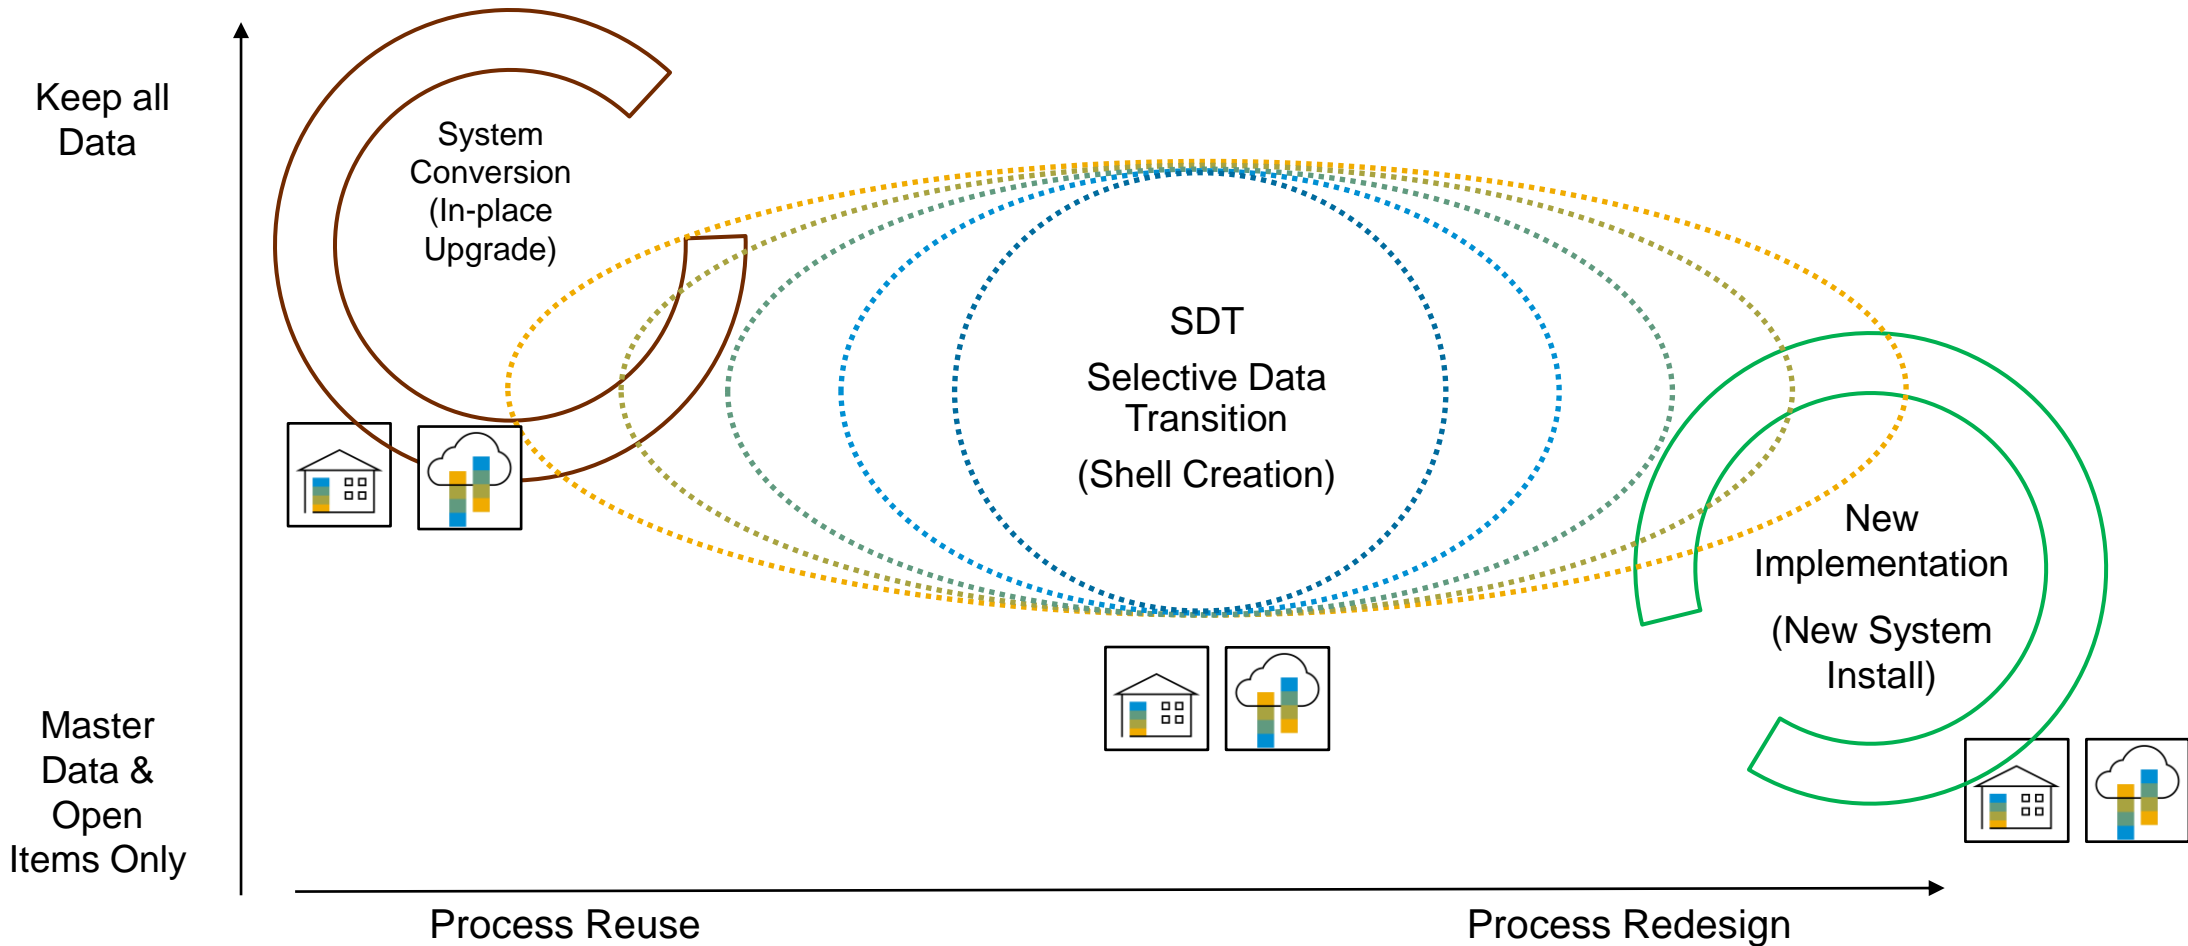 Keep all
Data
System
Conversion
(In-place
Upgrade)
SDT
Selective Data
Transition
(Shell Creation)
New
Implementation
(New System
Install)
Master
Data &
Open
Items Only
Process Reuse
Process Redesign